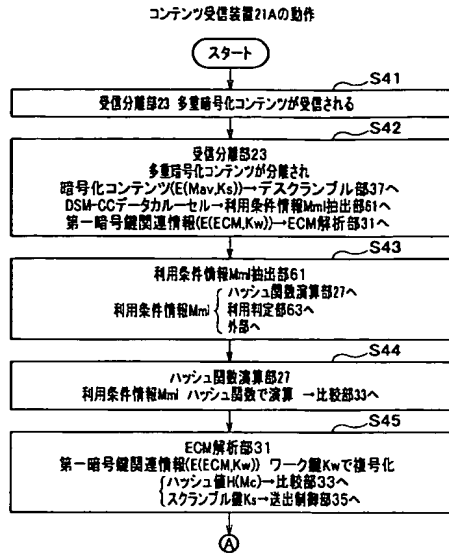 コンテンツ受信装置21Aの動作
スタート
S41
受信分離部23 多重暗号化コンテンツが受信される
S42
受信分離部23
多重暗号化コンテンツが分離され
暗号化コンテンツ(E(Mav,Ks))→デスクランブル部37へ
DSM-CCデータカルーセル→利用条件情報Mml抽出部61へ
第一暗号鍵関連情報(E(ECM,Kw))→ECM解析部31へ
S43
利用条件情報Mml抽出部61
利用条件情報Mml { ハッシュ関数演算部27へ
利用判定部63へ
外部へ
S44
ハッシュ関数演算部27
利用条件情報Mml ハッシュ関数で演算 →比較部33へ
S45
ECM解析部31
第一暗号鍵関連情報(E(ECM,Kw)) ワーク鍵Kwで復号化
{ ハッシュ値H(Mc)→比較部33へ
スクランブル鍵Ks→送出制御部35へ
A